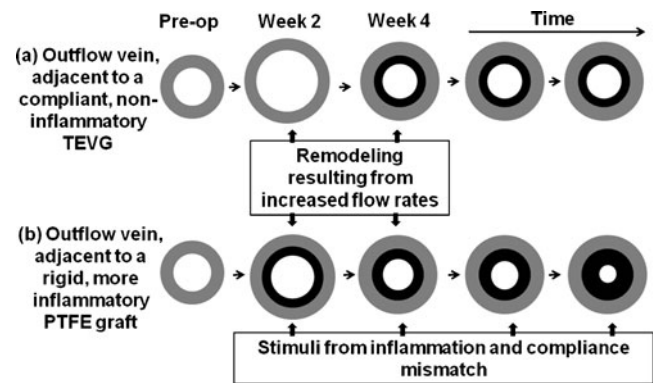 Pre-op
Week 2
Week 4
Time
(a) Outflow vein,
adjacent to a
compliant, non-
inflammatory
TEVG
Remodeling
resulting from
increased flow rates
(b) Outflow vein,
adjacent to a
rigid, more
inflammatory
PTFE graft
Stimuli from inflammation and compliance
mismatch